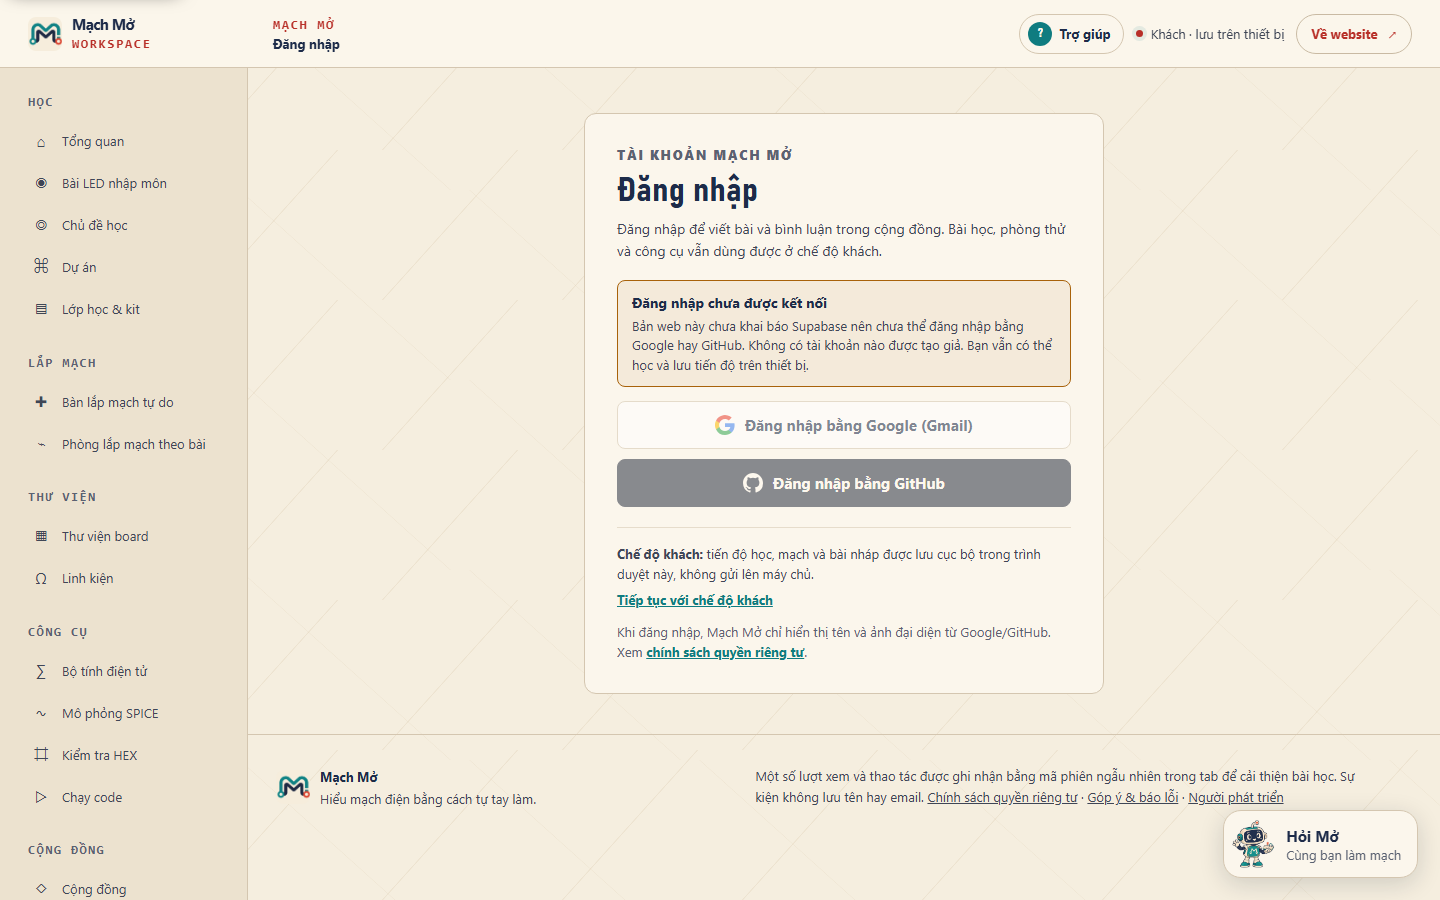 Mạch Mở
WORKSPACE
MẠCH MỞ
Đăng nhập
? Trợ giúp
Khách · lưu trên thiết bị
Về website ↗
HỌC
Tổng quan
Bài LED nhập môn
Chủ đề học
Dự án
Lớp học & kit
LẮP MẠCH
Bàn lắp mạch tự do
Phòng lắp mạch theo bài
THƯ VIỆN
Thư viện board
Linh kiện
CÔNG CỤ
Bộ tính điện tử
Mô phỏng SPICE
Kiểm tra HEX
Chạy code
CỘNG ĐỒNG
Cộng đồng
TÀI KHOẢN MẠCH MỞ
Đăng nhập
Đăng nhập để viết bài và bình luận trong cộng đồng. Bài học, phòng thử
và công cụ vẫn dùng được ở chế độ khách.
Đăng nhập chưa được kết nối
Bản web này chưa khai báo Supabase nên chưa thể đăng nhập bằng
Google hay GitHub. Không có tài khoản nào được tạo giả. Bạn vẫn có thể
học và lưu tiến độ trên thiết bị.
Đăng nhập bằng Google (Gmail)
Đăng nhập bằng GitHub
Chế độ khách: tiến độ học, mạch và bài nháp được lưu cục bộ trong trình
duyệt này, không gửi lên máy chủ.
Tiếp tục với chế độ khách
Khi đăng nhập, Mạch Mở chỉ hiển thị tên và ảnh đại diện từ Google/GitHub.
Xem chính sách quyền riêng tư.
Mạch Mở
Hiểu mạch điện bằng cách tự tay làm.
Một số lượt xem và thao tác được ghi nhận bằng mã phiên ngẫu nhiên trong tab để cải thiện bài học. Sự
kiện không lưu tên hay email. Chính sách quyền riêng tư · Góp ý & báo lỗi · Người phát triển
Hỏi Mở
Cùng bạn làm mạch